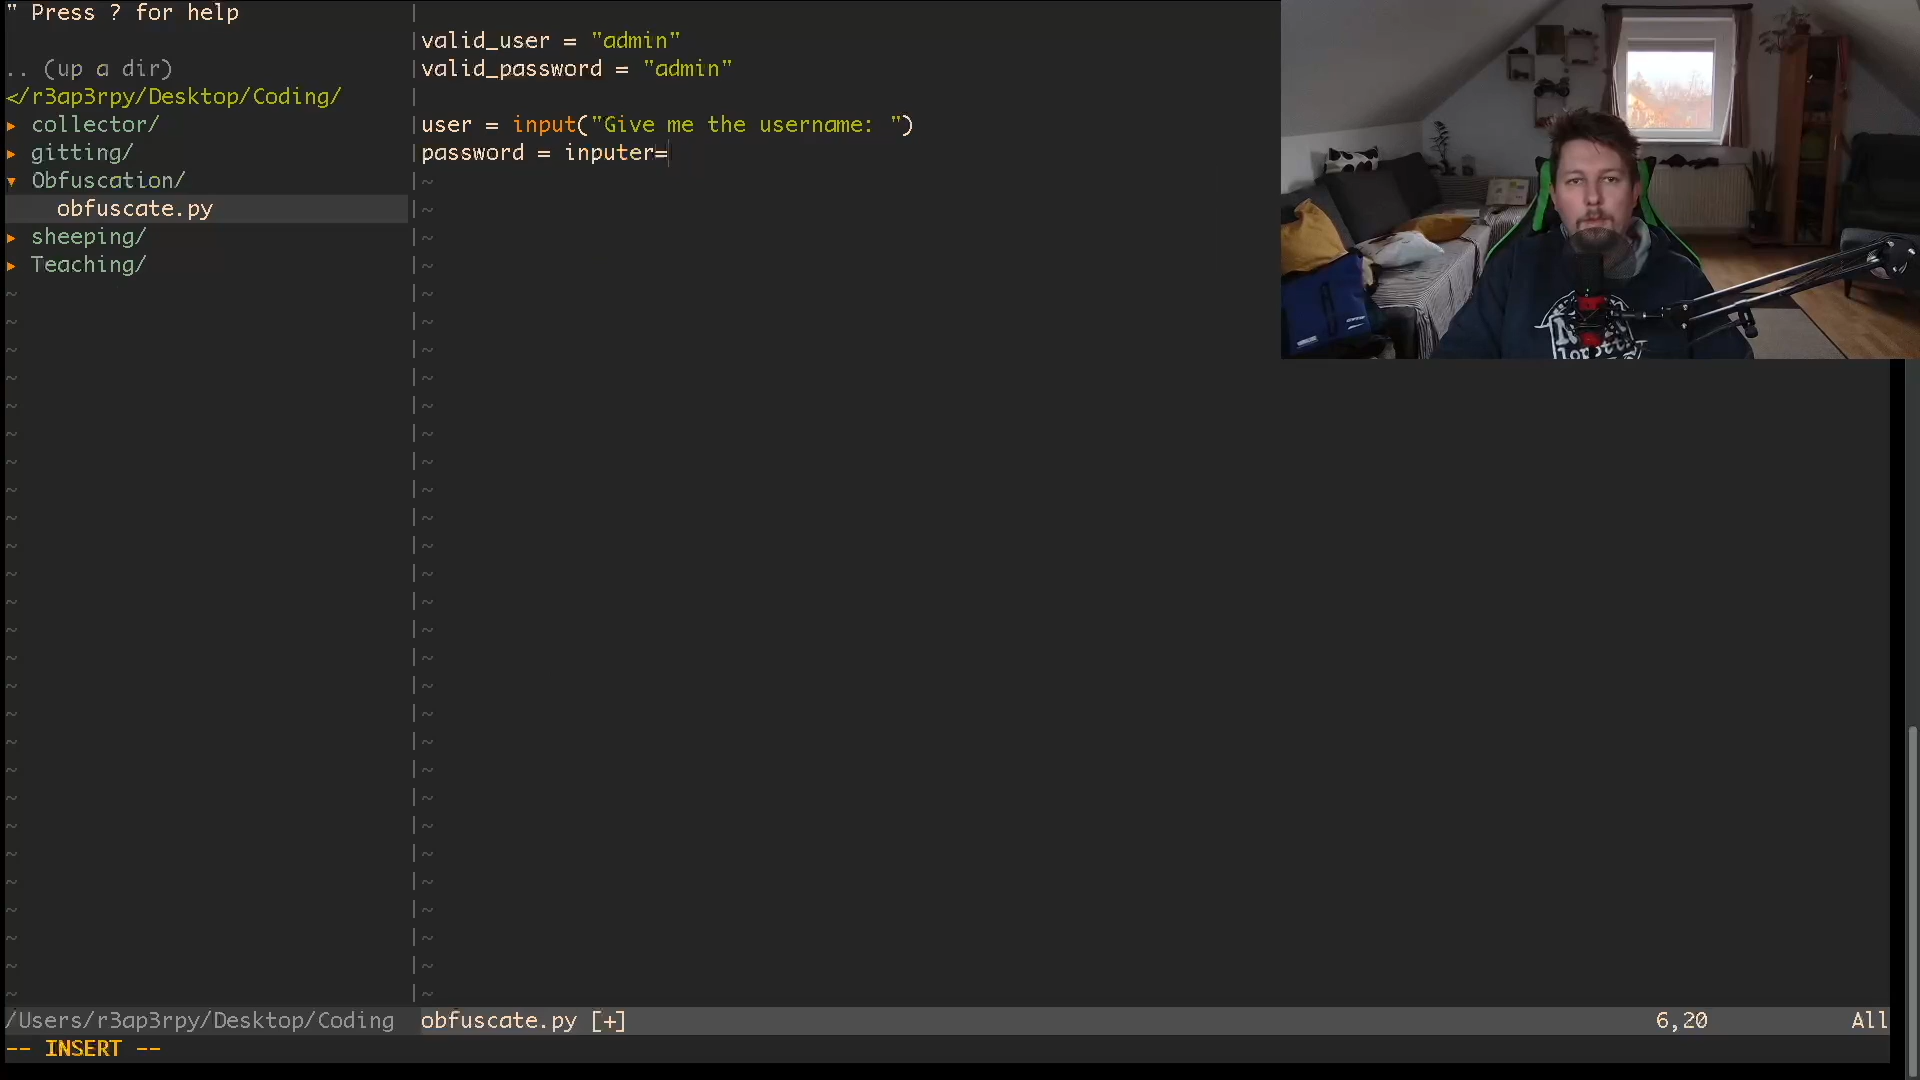 " Press ? for help
.. (up a dir)
</r3ap3rpy/Desktop/Coding/
▸ collector/
▸ gitting/
▾ Obfuscation/
obfuscate.py
▸ sheeping/
▸ Teaching/
valid_user = "admin"
valid_password = "admin"
user = input("Give me the username: ")
password = inputer=
/Users/r3ap3rpy/Desktop/Coding
obfuscate.py [+]
6,20
All
-- INSERT --